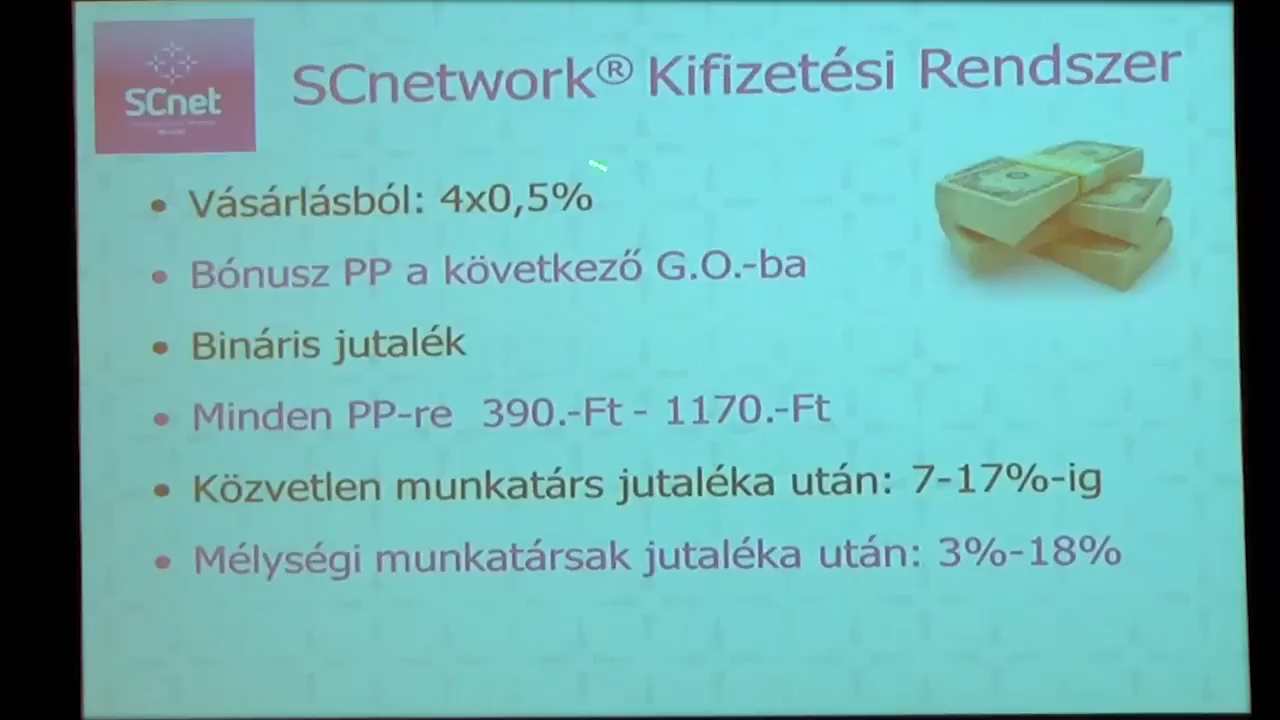 SCnet
SCnetwork® Kifizetési Rendszer
• Vásárlásból: 4x0,5%
• Bónusz PP a következő G.O.-ba
• Bináris jutalék
• Minden PP-re 390.-Ft - 1170.-Ft
• Közvetlen munkatárs jutaléka után: 7-17%-ig
• Mélységi munkatársak jutaléka után: 3%-18%